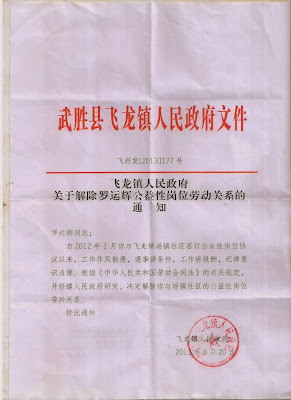 武胜县飞龙镇人民政府文件
飞府发[2013]177号
飞龙镇人民政府
关于解除罗运辉公益性岗位劳动关系的
通 知
罗运辉同志：
自2012年1月你与飞龙镇场镇社区签订公益性岗位协
议以来，工作作风散漫，遇事讲条件，工作讲报酬，纪律意
识淡薄。根据《中华人民共和国劳动合同法》的有关规定，
并经镇人民政府研究，决定解除你与场镇社区的公益性岗位
劳动关系。
特此通知
飞龙镇人民政府
2013年8月20日